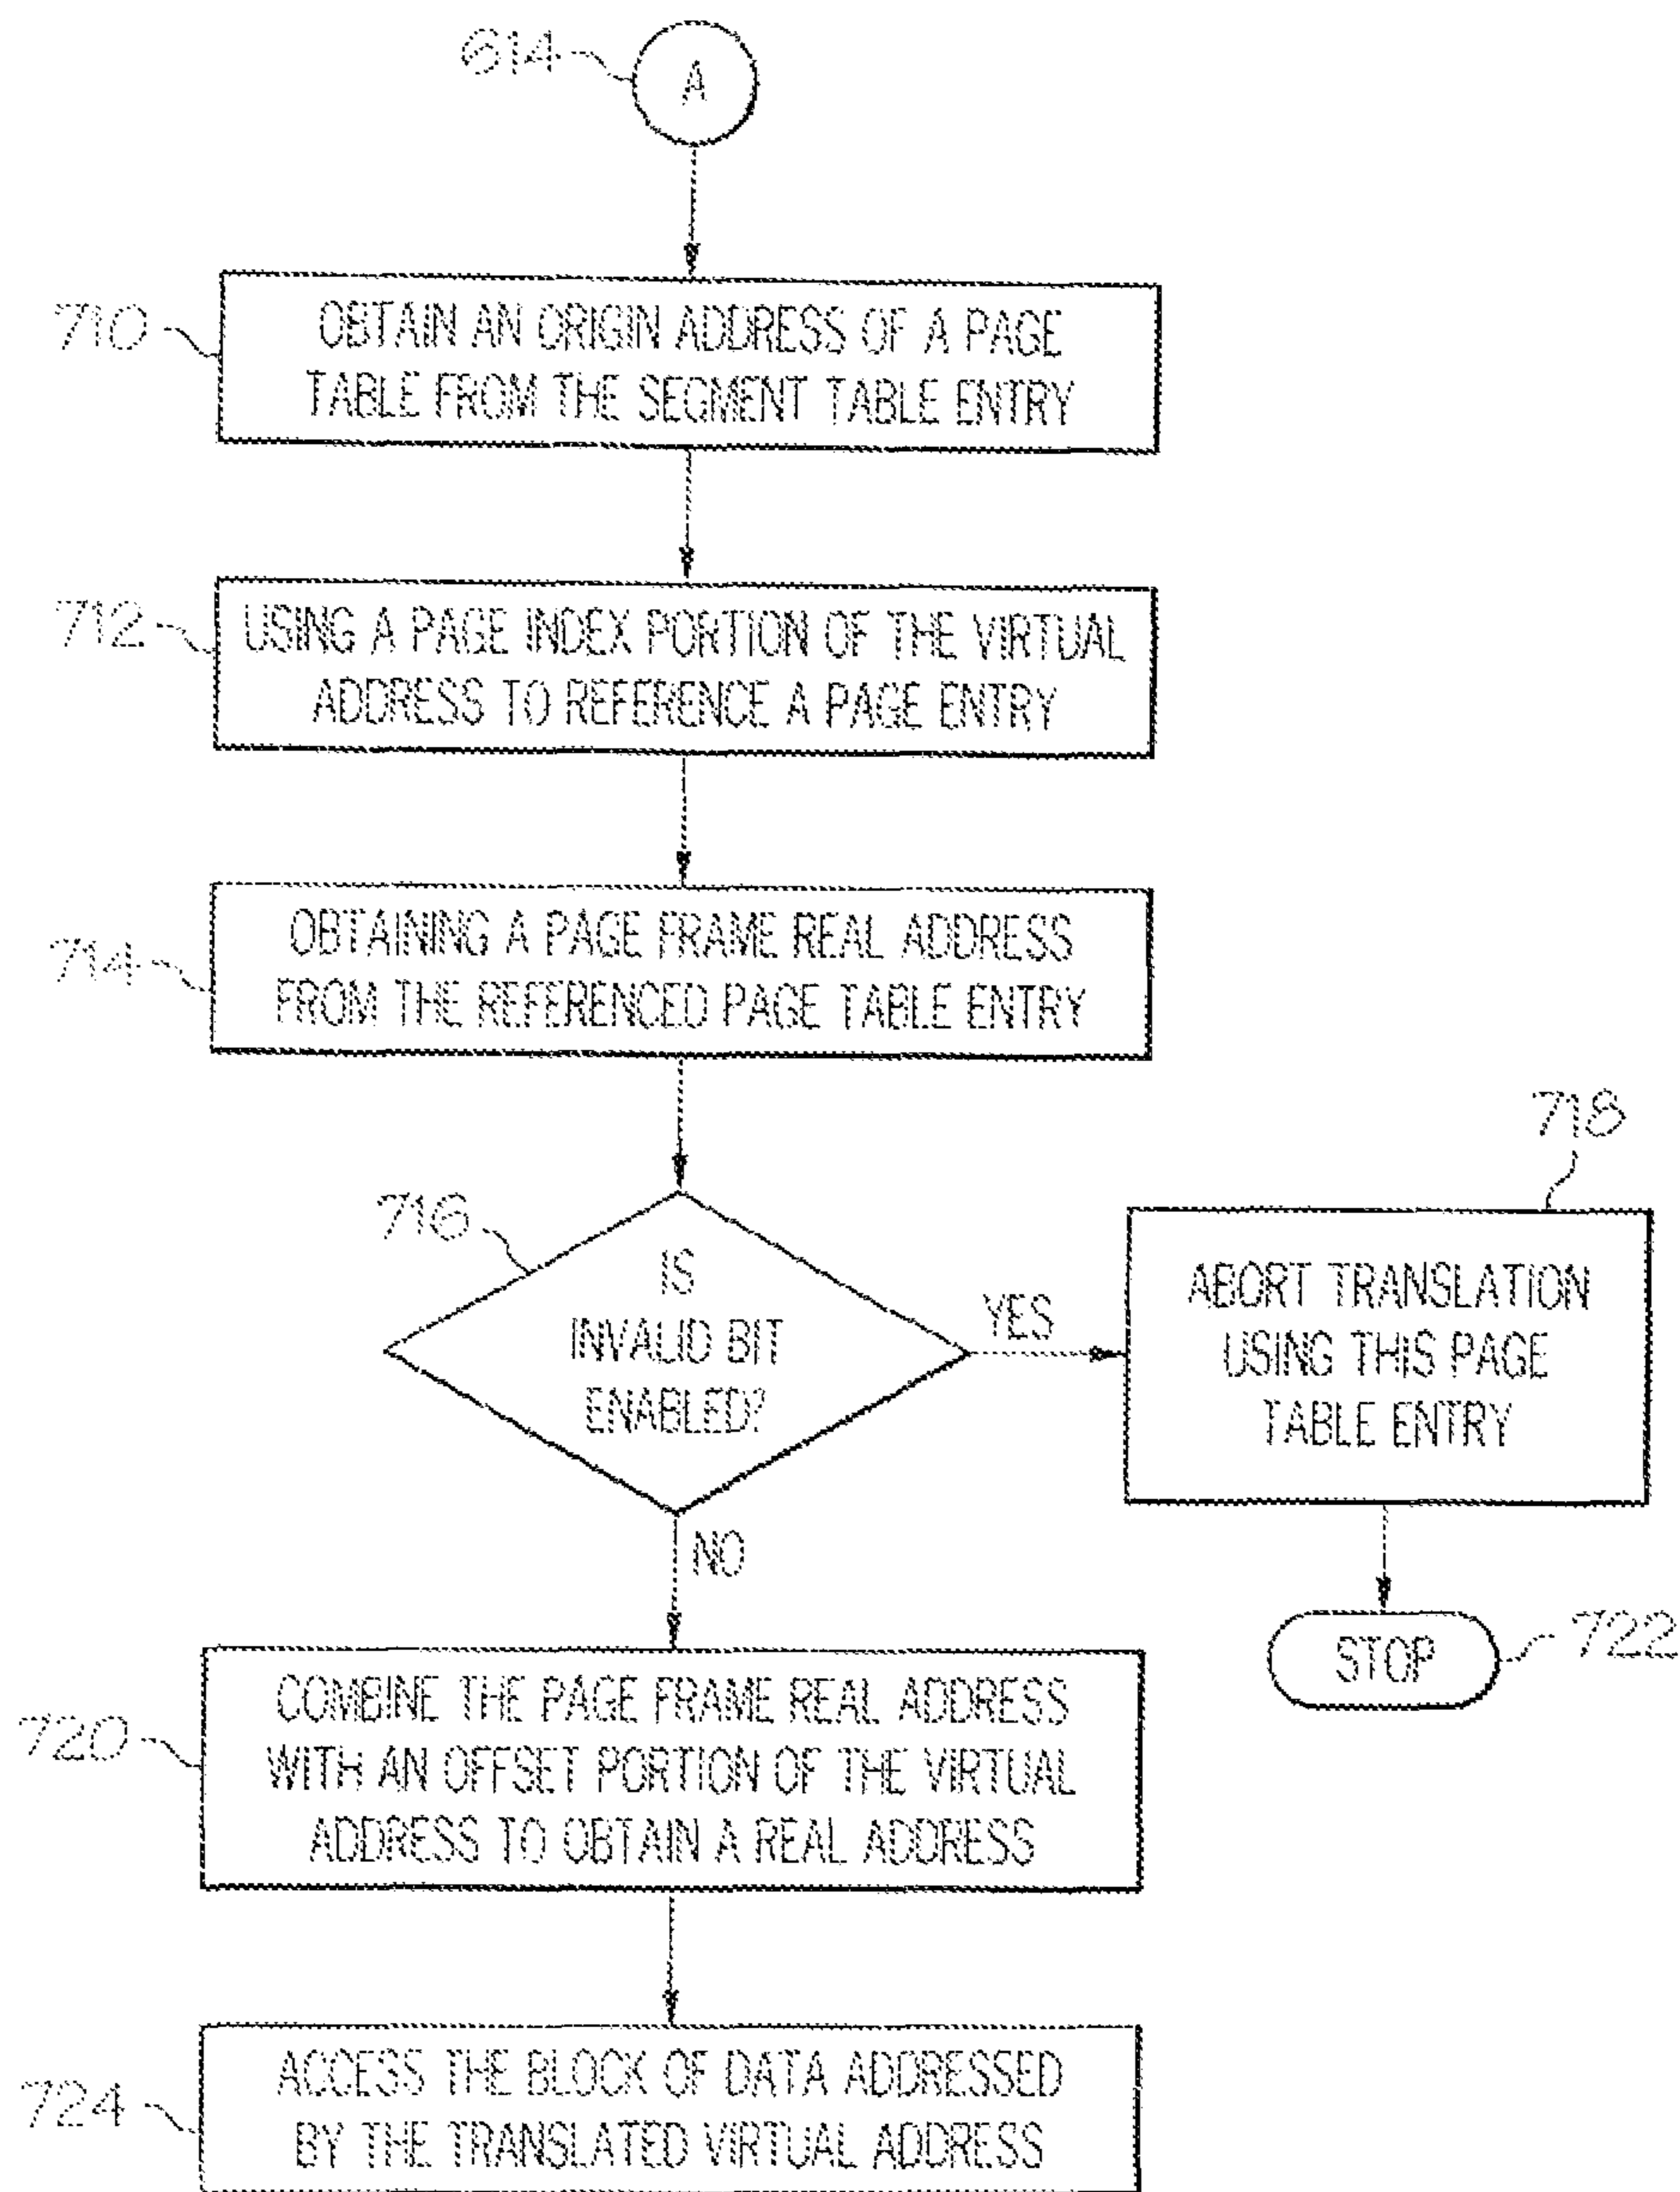 614
A
710
OBTAIN AN ORIGIN ADDRESS OF A PAGE
TABLE FROM THE SEGMENT TABLE ENTRY
712
USING A PAGE INDEX PORTION OF THE VIRTUAL
ADDRESS TO REFERENCE A PAGE ENTRY
714
OBTAINING A PAGE FRAME REAL ADDRESS
FROM THE REFERENCED PAGE TABLE ENTRY
716
IS
INVALID BIT
ENABLED?
YES
718
ABORT TRANSLATION
USING THIS PAGE
TABLE ENTRY
NO
STOP
722
720
COMBINE THE PAGE FRAME REAL ADDRESS
WITH AN OFFSET PORTION OF THE VIRTUAL
ADDRESS TO OBTAIN A REAL ADDRESS
724
ACCESS THE BLOCK OF DATA ADDRESSED
BY THE TRANSLATED VIRTUAL ADDRESS